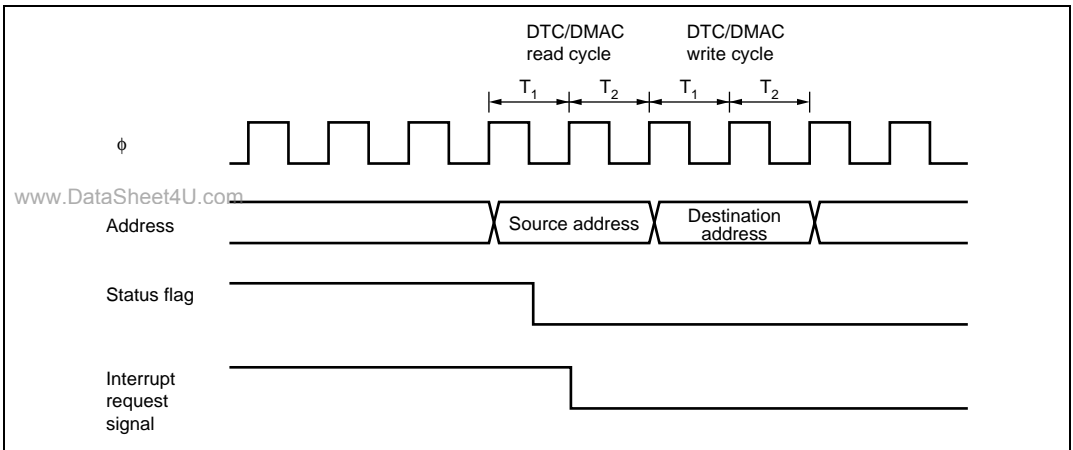 DTC/DMAC
read cycle
DTC/DMAC
write cycle
T1 T2 T1 T2
ϕ
www.DataSheet4U.com
Address
Source address
Destination
address
Status flag
Interrupt
request
signal